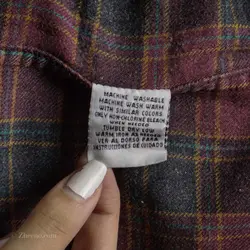 MACHINE WASHABLE
MACHINE WASH WARM
WITH SIMILAR COLORS
ONLY NON-CHLORINE BLEACH
WHEN NEEDED
TUMBLE DRY LOW
WARM IRON AS NEEDED
VER AL DORSO PARA
INSTRUCCIONES DE CUIDADO